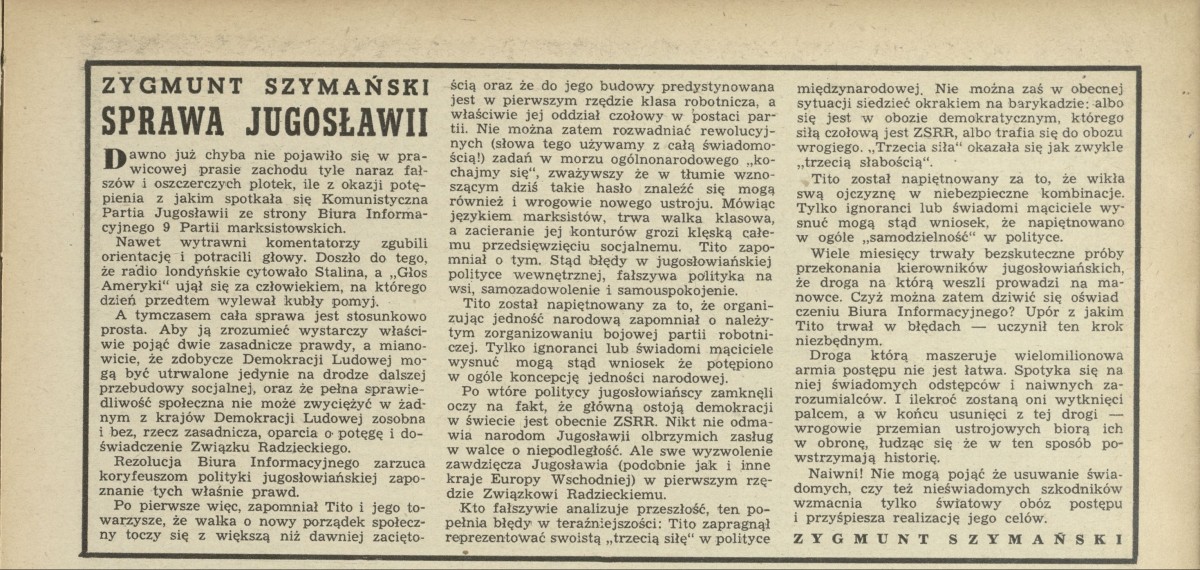 ZYGMUNT SZYMAŃSKI
SPRAWA JUGOSŁAWII
Dawno już chyba nie pojawiło się w pra-
wicowej prasie zachodu tyle naraz fał-
szów i oszczerczych plotek, ile z okazji potę-
pienia z jakim spotkała się Komunistyczna
Partia Jugosławii ze strony Biura Informa-
cyjnego 9 Partii marksistowskich.
Nawet wytrawni komentatorzy zgubili
orientację i potracili głowy. Doszło do tego,
że radio londyńskie cytowało Stalina, a „Głos
Ameryki“ ujął się za człowiekiem, na którego
dzień przedtem wylewał kubły pomyj.
A tymczasem cała sprawa jest stosunkowo
prosta. Aby ją zrozumieć wystarczy właści-
wie pojąć dwie zasadnicze prawdy, a miano-
wicie, że zdobycze Demokracji Ludowej mo-
gą być utrwalone jedynie na drodze dalszej
przebudowy socjalnej, oraz że pełna sprawie-
dliwość społeczna nie może zwyciężyć w żad-
nym z krajów Demokracji Ludowej zosobna
i bez, rzecz zasadnicza, oparcia o potęgę i do-
świadczenie Związku Radzieckiego.
Rezolucja Biura Informacyjnego zarzuca
koryfeuszom polityki jugosłowiańskiej zapo-
znanie tych właśnie prawd.
Po pierwsze więc, zapomniał Tito i jego to-
warzysze, że walka o nowy porządek społecz-
ny toczy się z większą niż dawniej zacięto-
ścią oraz że do jego budowy predystynowana
jest w pierwszym rzędzie klasa robotnicza, a
właściwie jej oddział czołowy w postaci par-
tii. Nie można zatem rozwadniać rewolucyj-
nych (słowa tego używamy z całą świadomo-
ścią!) zadań w morzu ogólnonarodowego „ko-
chajmy się“, zważywszy że w tłumie wzno-
szącym dziś takie hasło znaleźć się mogą
również i wrogowie nowego ustroju. Mówiąc
językiem marksistów, trwa walka klasowa,
a zacieranie jej konturów grozi klęską całe-
mu przedsięwzięciu socjalnemu. Tito zapo-
mniał o tym. Stąd błędy w jugosłowiańskiej
polityce wewnętrznej, fałszywa polityka na
wsi, samozadowolenie i samouspokojenie.
Tito został napiętnowany za to, że organi-
zując jedność narodową zapomniał o należy-
tym zorganizowaniu bojowej partii robotni-
czej. Tylko ignoranci lub świadomi mąciciele
wysnuć mogą stąd wniosek że potępiono
w ogóle koncepcję jedności narodowej.
Po wtóre politycy jugosłowiańscy zamknęli
oczy na fakt, że główną ostoją demokracji
w świecie jest obecnie ZSRR. Nikt nie odma-
wia narodom Jugosławii olbrzymich zasług
w walce o niepodległość. Ale swe wyzwolenie
zawdzięcza Jugosławia (podobnie jak i inne
kraje Europy Wschodniej) w pierwszym rzę-
dzie Związkowi Radzieckiemu.
Kto fałszywie analizuje przeszłość, ten po-
pełnia błędy w teraźniejszości: Tito zapragnął
reprezentować swoistą „trzecią siłę“ w polityce
międzynarodowej. Nie można zaś w obecnej
sytuacji siedzieć okrakiem na barykadzie: albo
się jest w obozie demokratycznym, którego
siłą czołową jest ZSRR, albo trafia się do obozu
wrogiego. „Trzecia siła“ okazała się jak zwykle
„trzecią słabością“.
Tito został napiętnowany za to, że wikła
swą ojczyznę w niebezpieczne kombinacje.
Tylko ignoranci lub świadomi mąciciele wy-
snuć mogą stąd wniosek, że napiętnowano
w ogóle „samodzielność“ w polityce.
Wiele miesięcy trwały bezskuteczne próby
przekonania kierowników jugosłowiańskich,
że droga na którą weszli prowadzi na ma-
nowce. Czyż można zatem dziwić się oświad
czeniu Biura Informacyjnego? Upór z jakim
Tito trwał w błędach — uczynił ten krok
niezbędnym.
Droga którą maszeruje wielomilionowa
armia postępu nie jest łatwa. Spotyka się na
niej świadomych odstępców i naiwnych za-
rozumialców. I ilekroć zostaną oni wytknięci
palcem, a w końcu usunięci z tej drogi —
wrogowie przemian ustrojowych biorą ich
w obronę, łudząc się że w ten sposób po-
wstrzymają historię.
Naiwni! Nie mogą pojąć że usuwanie świa-
domych, czy też nieświadomych szkodników
wzmacnia tylko światowy obóz postępu
i przyśpiesza realizację jego celów.
ZYGMUNT SZYMAŃSKI